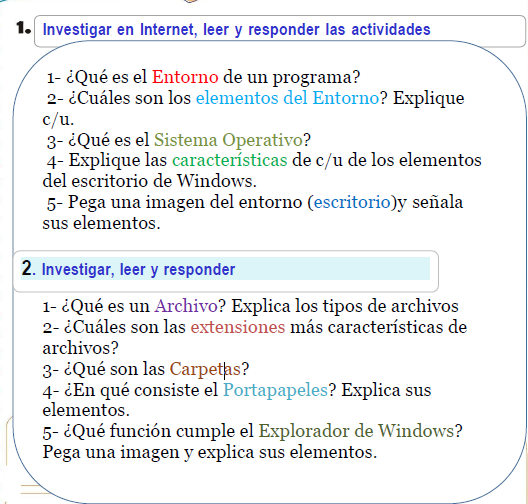 1. Investigar en Internet, leer y responder las actividades
1- ¿Qué es el Entorno de un programa?
2- ¿Cuáles son los elementos del Entorno? Explique
c/u.
3- ¿Qué es el Sistema Operativo?
4- Explique las características de c/u de los elementos
del escritorio de Windows.
5- Pega una imagen del entorno (escritorio)y señala
sus elementos.
2. Investigar, leer y responder
1- ¿Qué es un Archivo? Explica los tipos de archivos
2- ¿Cuáles son las extensiones más características de
archivos?
3- ¿Qué son las Carpetas?
4- ¿En qué consiste el Portapapeles? Explica sus
elementos.
5- ¿Qué función cumple el Explorador de Windows?
Pega una imagen y explica sus elementos.